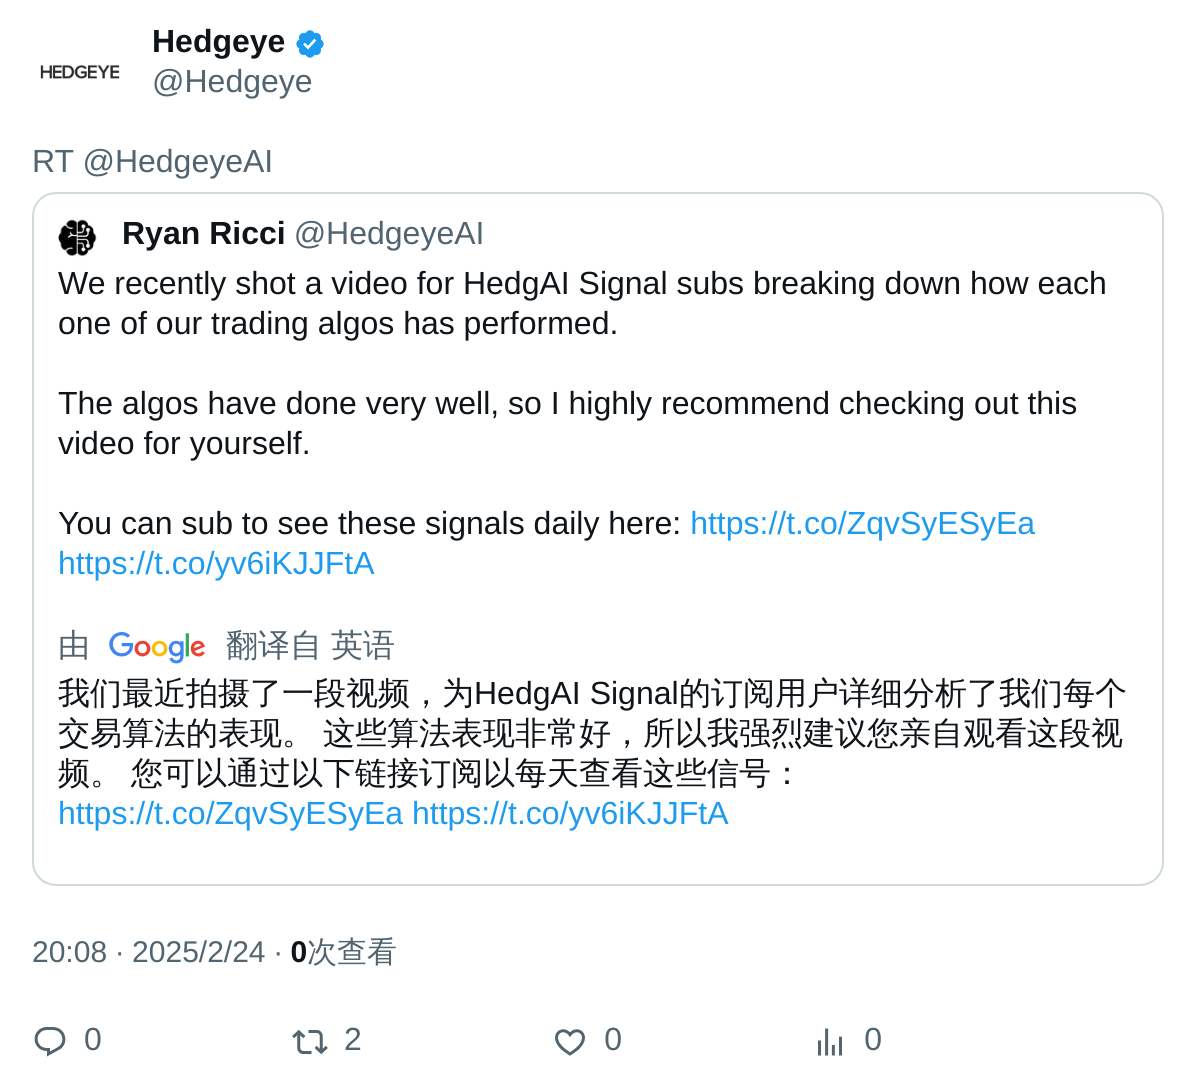 HEDGEYE
Hedgeye
@Hedgeye
RT @HedgeyeAI
Ryan Ricci @HedgeyeAI
We recently shot a video for HedgAI Signal subs breaking down how each
one of our trading algos has performed.
The algos have done very well, so I highly recommend checking out this
video for yourself.
You can sub to see these signals daily here: https://t.co/ZqvSyESyEa
https://t.co/yv6iKJJFtA
由 Google 翻译自 英语
我们最近拍摄了一段视频，为HedgAI Signal的订阅用户详细分析了我们每个
交易算法的表现。 这些算法表现非常好，所以我强烈建议您亲自观看这段视
频。 您可以通过以下链接订阅以每天查看这些信号：
https://t.co/ZqvSyESyEa https://t.co/yv6iKJJFtA
20:08 · 2025/2/24 · 0次查看
0 2 0 0